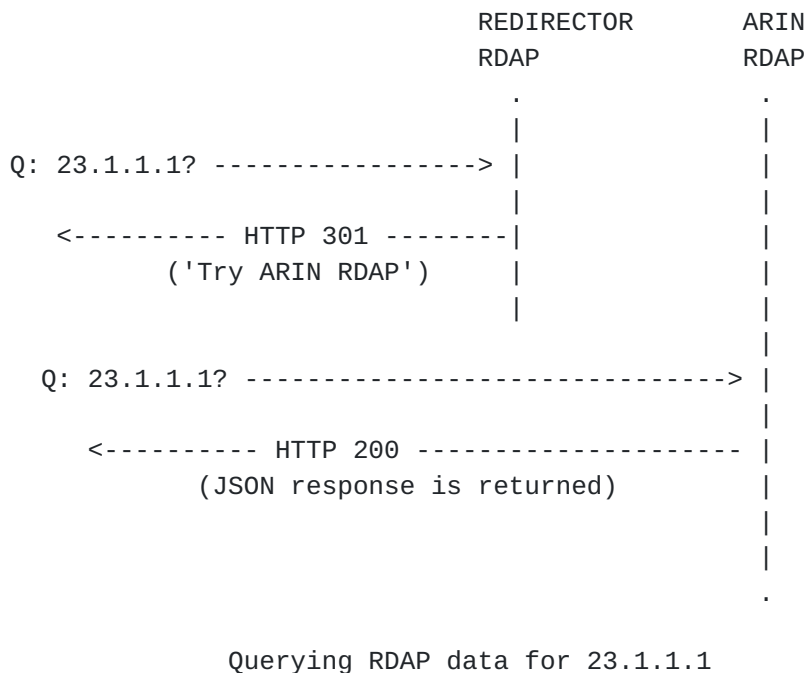 REDIRECTOR ARIN
RDAP RDAP
. .
| |
Q: 23.1.1.1? -----------------> | |
| |
<---------- HTTP 301 --------| |
('Try ARIN RDAP') | |
| |
|
Q: 23.1.1.1? -------------------------------> |
|
<---------- HTTP 200 --------------------- |
(JSON response is returned) |
|
|
.
Querying RDAP data for 23.1.1.1